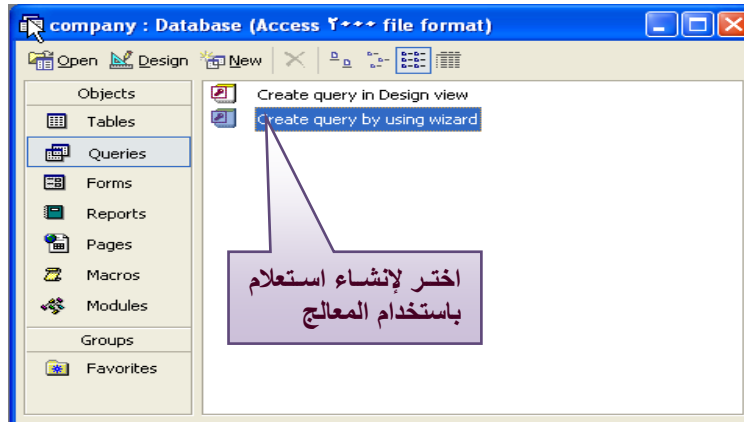 company : Database (Access ٢٠٠٠ file format)
Open Design New
Objects
Tables
Queries
Forms
Reports
Pages
Macros
Modules
Groups
Favorites
Create query in Design view
Create query by using wizard
اختر لإنشاء استعلام
باستخدام المعالج